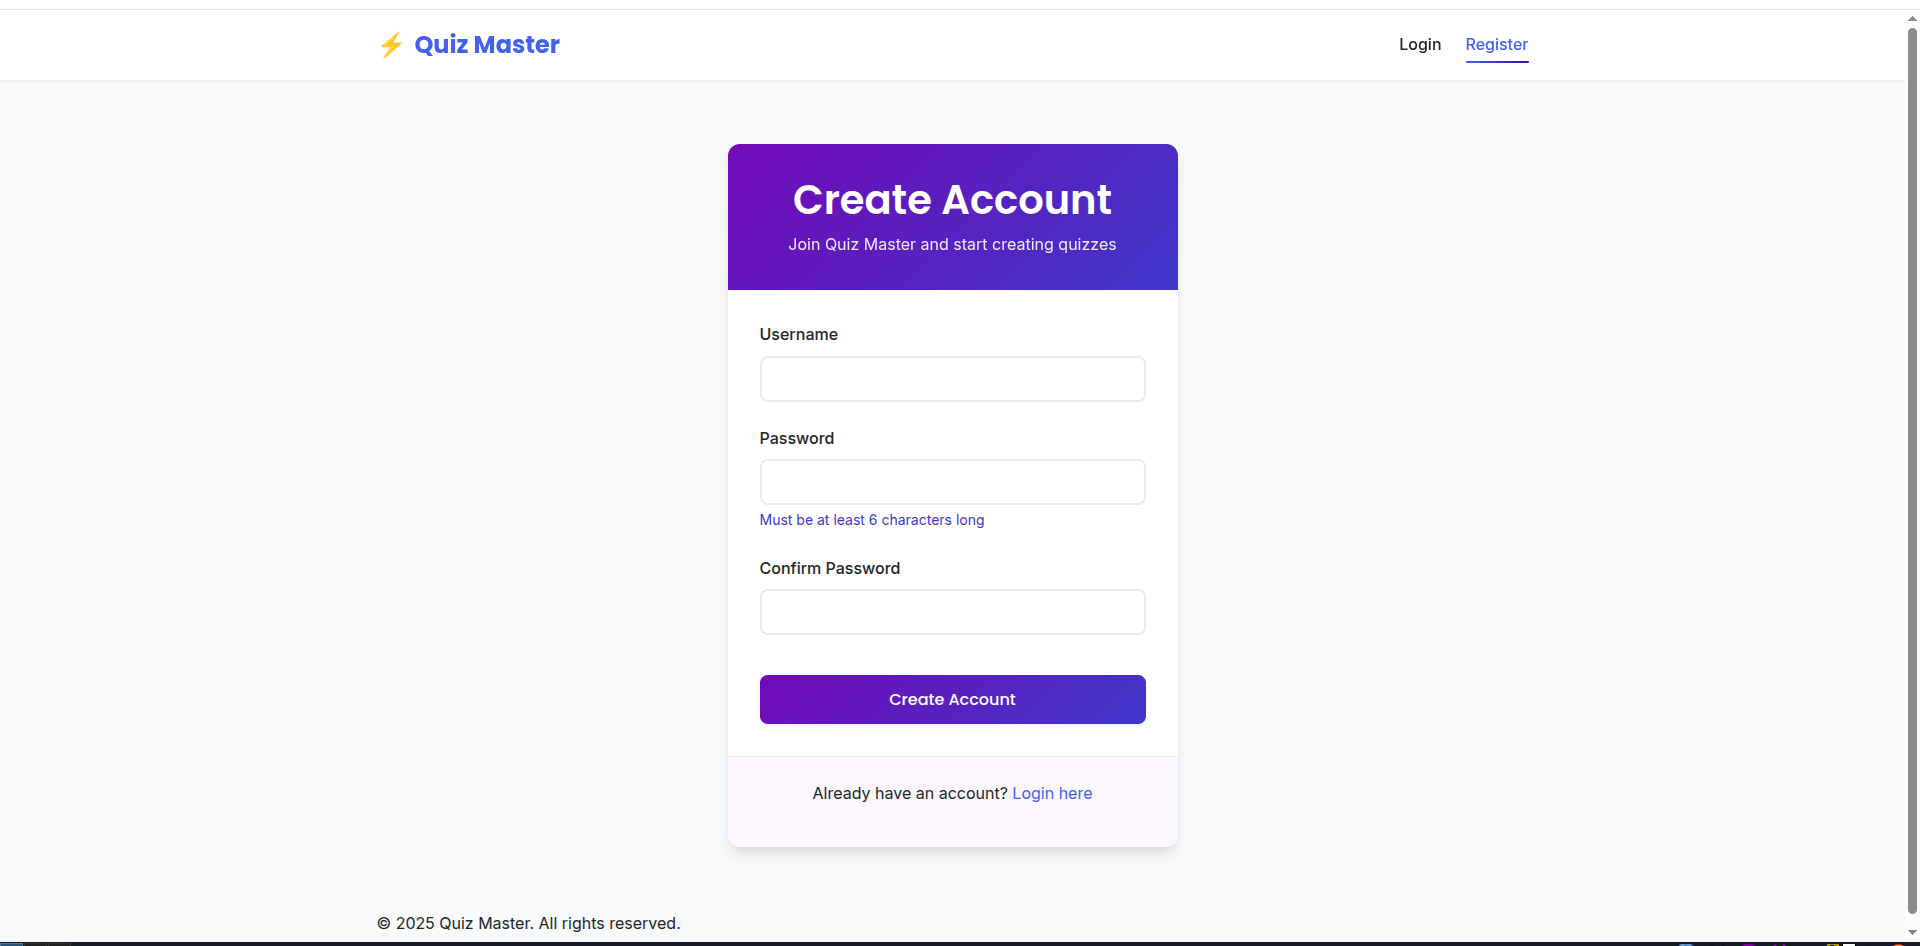 ⚡ Quiz Master
Login Register
Create Account
Join Quiz Master and start creating quizzes
Username
Password
Must be at least 6 characters long
Confirm Password
Create Account
Already have an account? Login here
© 2025 Quiz Master. All rights reserved.